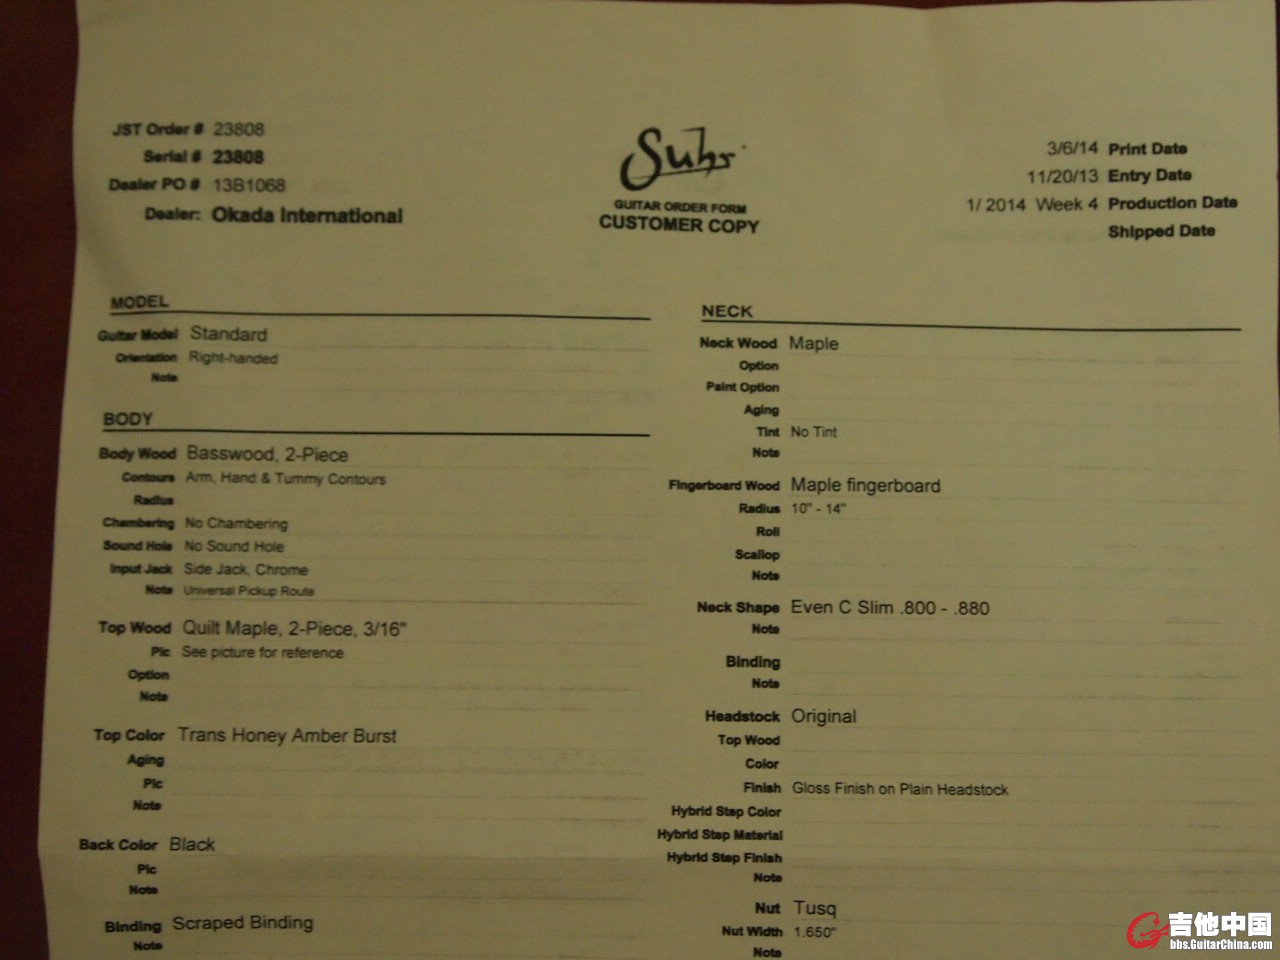 JST Order # 23808
Serial # 23808
Dealer PO # 13B1068
Dealer: Okada International
Suhr
GUITAR ORDER FORM
CUSTOMER COPY
3/6/14 Print Date
11/20/13 Entry Date
1/ 2014 Week 4 Production Date
Shipped Date
MODEL
Guitar Model Standard
Orientation Right-handed
Note
BODY
Body Wood Basswood, 2-Piece
Contours Arm, Hand & Tummy Contours
Radius
Chambering No Chambering
Sound Hole No Sound Hole
Input Jack Side Jack, Chrome
Note Universal Pickup Route
Top Wood Quilt Maple, 2-Piece, 3/16"
Pic See picture for reference
Option
Note
Top Color Trans Honey Amber Burst
Aging
Pic
Note
Back Color Black
Pic
Note
Binding Scraped Binding
Note
NECK
Neck Wood Maple
Option
Paint Option
Aging
Tint No Tint
Note
Fingerboard Wood Maple fingerboard
Radius 10" - 14"
Roll
Scallop
Note
Neck Shape Even C Slim .800 - .880
Note
Binding
Note
Headstock Original
Top Wood
Color
Finish Gloss Finish on Plain Headstock
Hybrid Step Color
Hybrid Step Material
Hybrid Step Finish
Note
Nut Tusq
Nut Width 1.650"
Note
吉他中国
bbs.GuitarChina.com